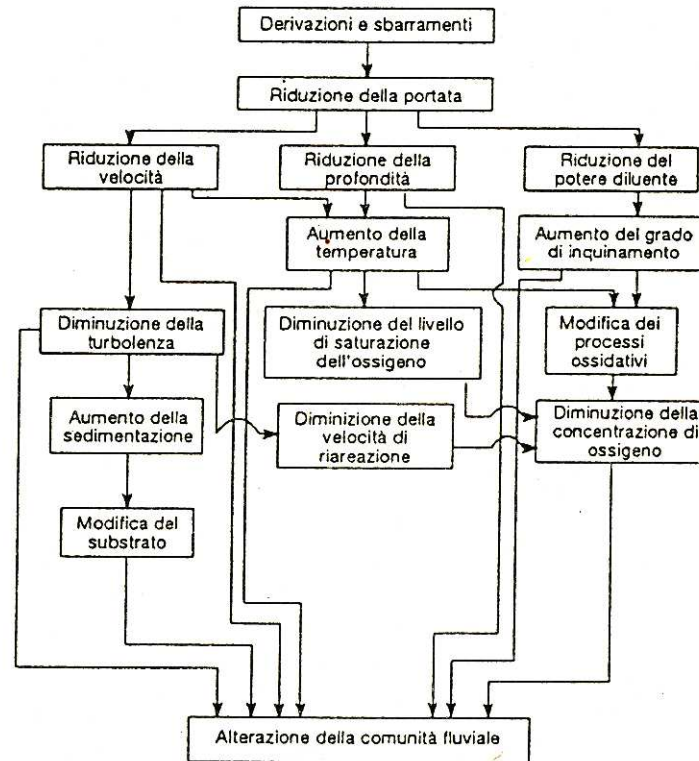 Derivazioni e sbarramenti
Riduzione della portata
Riduzione della
velocità
Riduzione della
profondità
Riduzione del
potere diluente
Aumento della
temperatura
Aumento del grado
di inquinamento
Diminuzione della
turbolenza
Diminuzione del livello
di saturazione
dell'ossigeno
Modifica dei
processi
ossidativi
Aumento della
sedimentazione
Diminizione della
velocità di
riareazione
Diminuzione della
concentrazione di
ossigeno
Modifica del
substrato
Alterazione della comunità fluviale